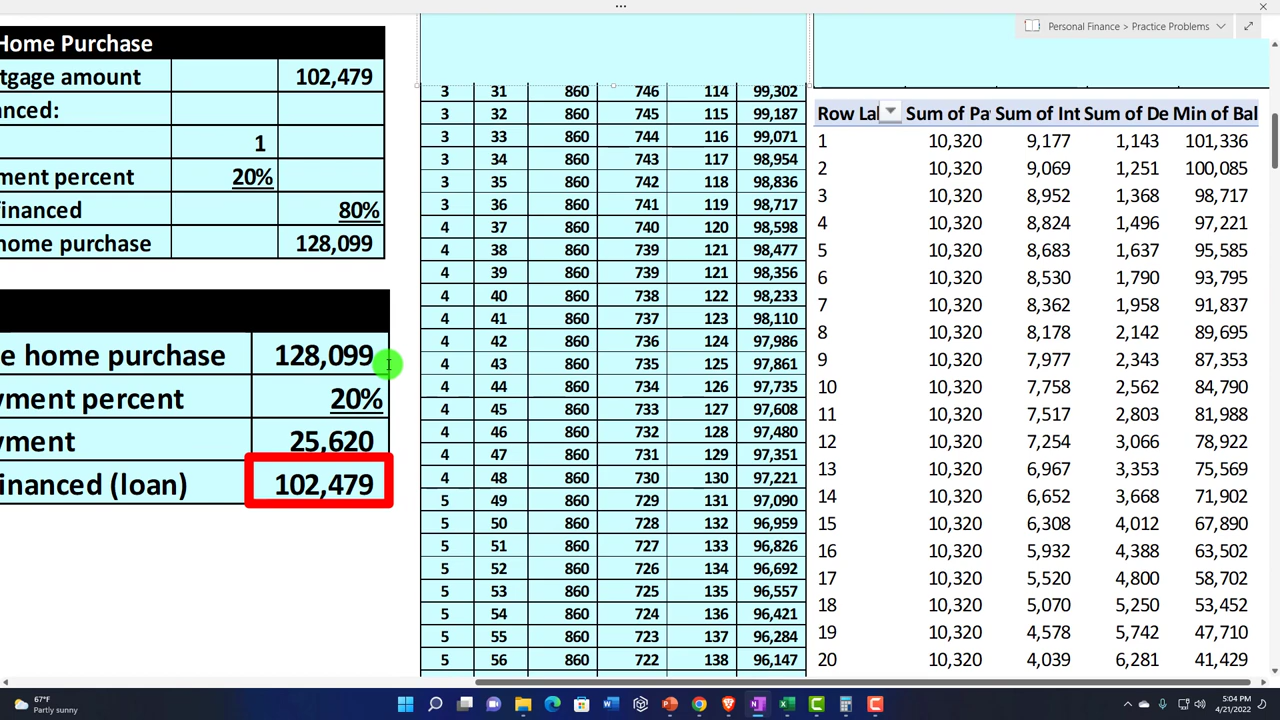 ...
Personal Finance > Practice Problems
Home Purchase
tgage amount 102,479
nanced:
1
ment percent 20%
inanced 80%
home purchase 128,099
e home purchase 128,099
yment percent 20%
yment 25,620
inanced (loan) 102,479
3 31 860 746 114 99,302
3 32 860 745 115 99,187
3 33 860 744 116 99,071
3 34 860 743 117 98,954
3 35 860 742 118 98,836
3 36 860 741 119 98,717
4 37 860 740 120 98,598
4 38 860 739 121 98,477
4 39 860 739 121 98,356
4 40 860 738 122 98,233
4 41 860 737 123 98,110
4 42 860 736 124 97,986
4 43 860 735 125 97,861
4 44 860 734 126 97,735
4 45 860 733 127 97,608
4 46 860 732 128 97,480
4 47 860 731 129 97,351
4 48 860 730 130 97,221
5 49 860 729 131 97,090
5 50 860 728 132 96,959
5 51 860 727 133 96,826
5 52 860 726 134 96,692
5 53 860 725 135 96,557
5 54 860 724 136 96,421
5 55 860 723 137 96,284
5 56 860 722 138 96,147
Row La Sum of Pa Sum of Int Sum of De Min of Bal
1 10,320 9,177 1,143 101,336
2 10,320 9,069 1,251 100,085
3 10,320 8,952 1,368 98,717
4 10,320 8,824 1,496 97,221
5 10,320 8,683 1,637 95,585
6 10,320 8,530 1,790 93,795
7 10,320 8,362 1,958 91,837
8 10,320 8,178 2,142 89,695
9 10,320 7,977 2,343 87,353
10 10,320 7,758 2,562 84,790
11 10,320 7,517 2,803 81,988
12 10,320 7,254 3,066 78,922
13 10,320 6,967 3,353 75,569
14 10,320 6,652 3,668 71,902
15 10,320 6,308 4,012 67,890
16 10,320 5,932 4,388 63,502
17 10,320 5,520 4,800 58,702
18 10,320 5,070 5,250 53,452
19 10,320 4,578 5,742 47,710
20 10,320 4,039 6,281 41,429
67°F
Partly sunny
5:04 PM
4/21/2022